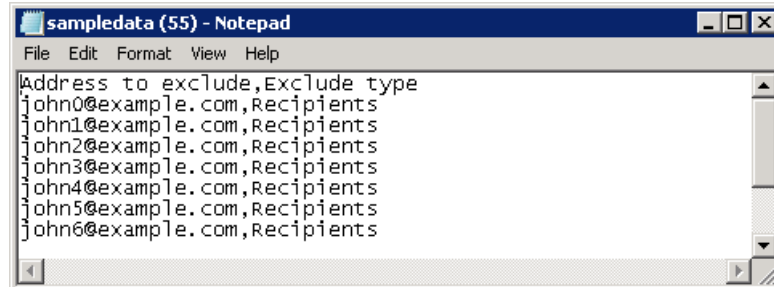 sampledata (55) - Notepad
File Edit Format View Help
Address to exclude,Exclude type
john0@example.com,Recipients
john1@example.com,Recipients
john2@example.com,Recipients
john3@example.com,Recipients
john4@example.com,Recipients
john5@example.com,Recipients
john6@example.com,Recipients